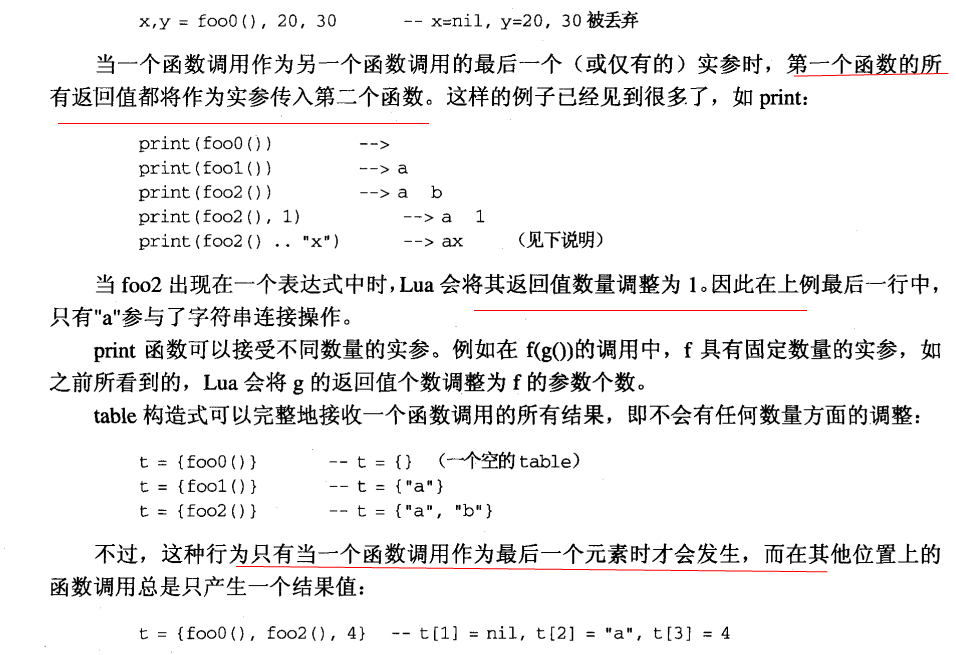 x,y = foo0(), 20, 30 -- x=nil, y=20, 30 被丢弃
当一个函数调用作为另一个函数调用的最后一个（或仅有的）实参时，第一个函数的所
有返回值都将作为实参传入第二个函数。这样的例子已经见到很多了，如 print：
print(foo0()) -->
print(foo1()) --> a
print(foo2()) --> a b
print(foo2(), 1) --> a 1
print(foo2() .. "x") --> ax （见下说明）
当 foo2 出现在一个表达式中时，Lua 会将其返回值数量调整为 1。因此在上例最后一行中，
只有"a"参与了字符串连接操作。
print 函数可以接受不同数量的实参。例如在 f(g())的调用中，f 具有固定数量的实参，如
之前所看到的，Lua 会将 g 的返回值个数调整为 f 的参数个数。
table 构造式可以完整地接收一个函数调用的所有结果，即不会有任何数量方面的调整：
t = {foo0()} -- t = {} （一个空的 table）
t = {foo1()} -- t = {"a"}
t = {foo2()} -- t = {"a", "b"}
不过，这种行为只有当一个函数调用作为最后一个元素时才会发生，而在其他位置上的
函数调用总是只产生一个结果值：
t = {foo0(), foo2(), 4} -- t[1] = nil, t[2] = "a", t[3] = 4